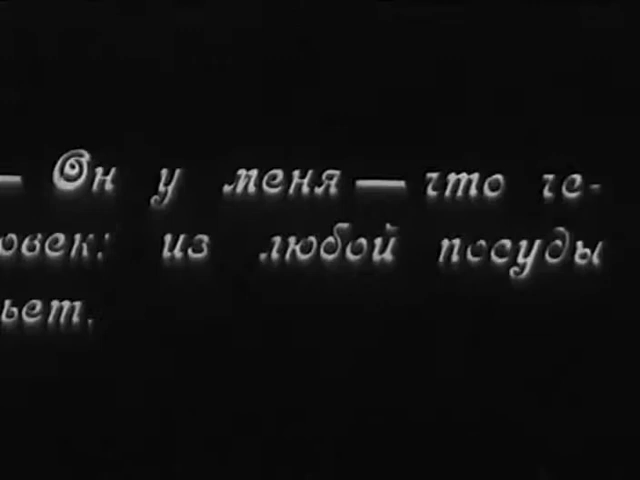 — Он у меня — что че-
овек: из любой посуды
ьет.